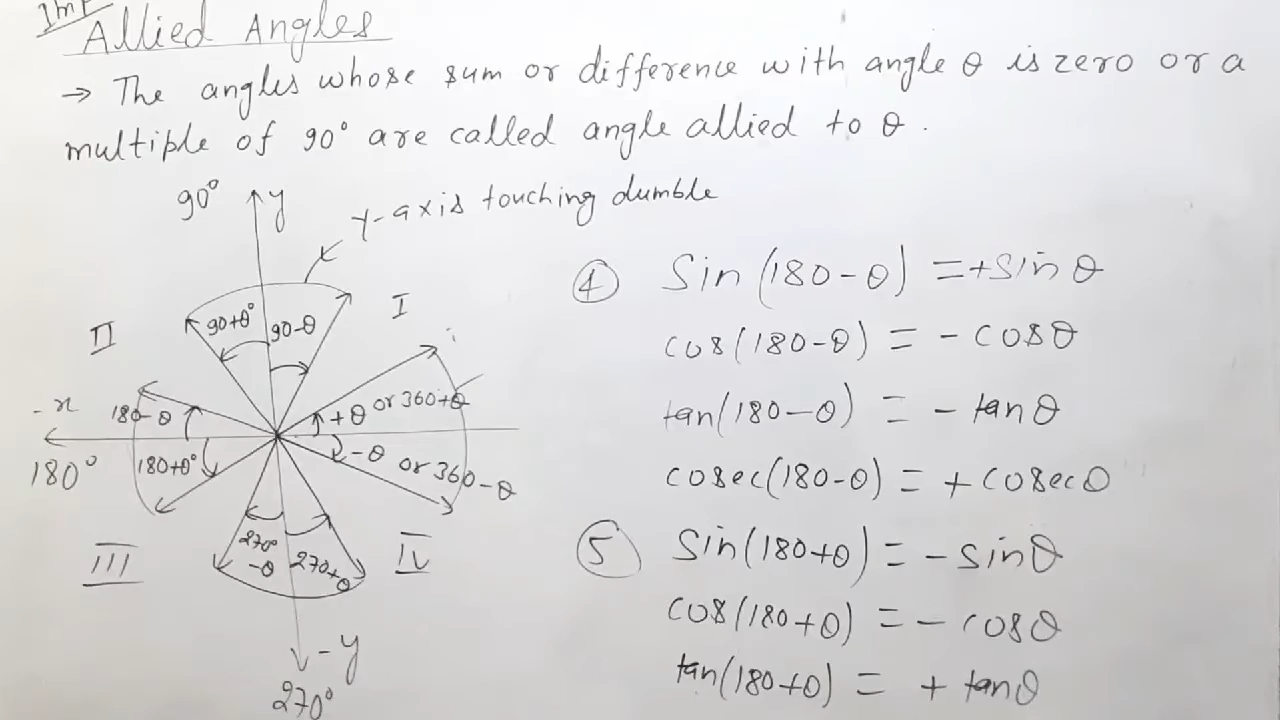 Imp
Allied Angles
→ The angles whose sum or difference with angle θ is zero or a
multiple of 90° are called angle allied to θ.
90°
y
Y-axis touching dumble
I
II
90+θ°
90-θ
-x
180-θ
+θ or 360+θ
180°
180+θ°
-θ or 360-θ
III
270°
-θ
270+θ
IV
-y
270°
④ Sin(180-θ) = +sinθ
cos(180-θ) = -cosθ
tan(180-θ) = -tanθ
cosec(180-θ) = +cosecθ
⑤ Sin(180+θ) = -sinθ
cos(180+θ) = -cosθ
tan(180+θ) = +tanθ